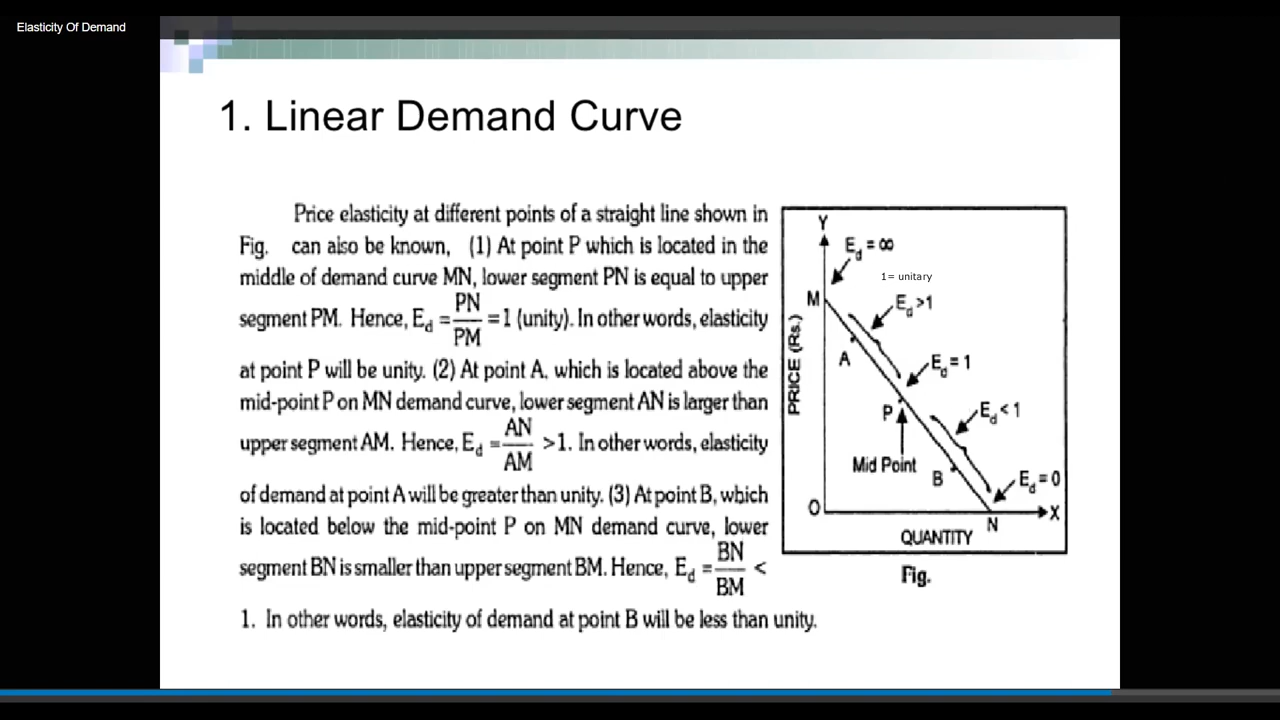 Elasticity Of Demand
1. Linear Demand Curve
Price elasticity at different points of a straight line shown in
Fig. can also be known, (1) At point P which is located in the
middle of demand curve MN, lower segment PN is equal to upper
segment PM. Hence, E_d = PN/PM = 1 (unity). In other words, elasticity
at point P will be unity. (2) At point A, which is located above the
mid-point P on MN demand curve, lower segment AN is larger than
upper segment AM. Hence, E_d = AN/AM >1. In other words, elasticity
of demand at point A will be greater than unity. (3) At point B, which
is located below the mid-point P on MN demand curve, lower
segment BN is smaller than upper segment BM. Hence, E_d = BN/BM <
1. In other words, elasticity of demand at point B will be less than unity.
Y
E_d = ∞
1= unitary
M
E_d >1
A
E_d = 1
PRICE (Rs.)
P
E_d < 1
Mid Point
B
E_d = 0
O
N
X
QUANTITY
Fig.